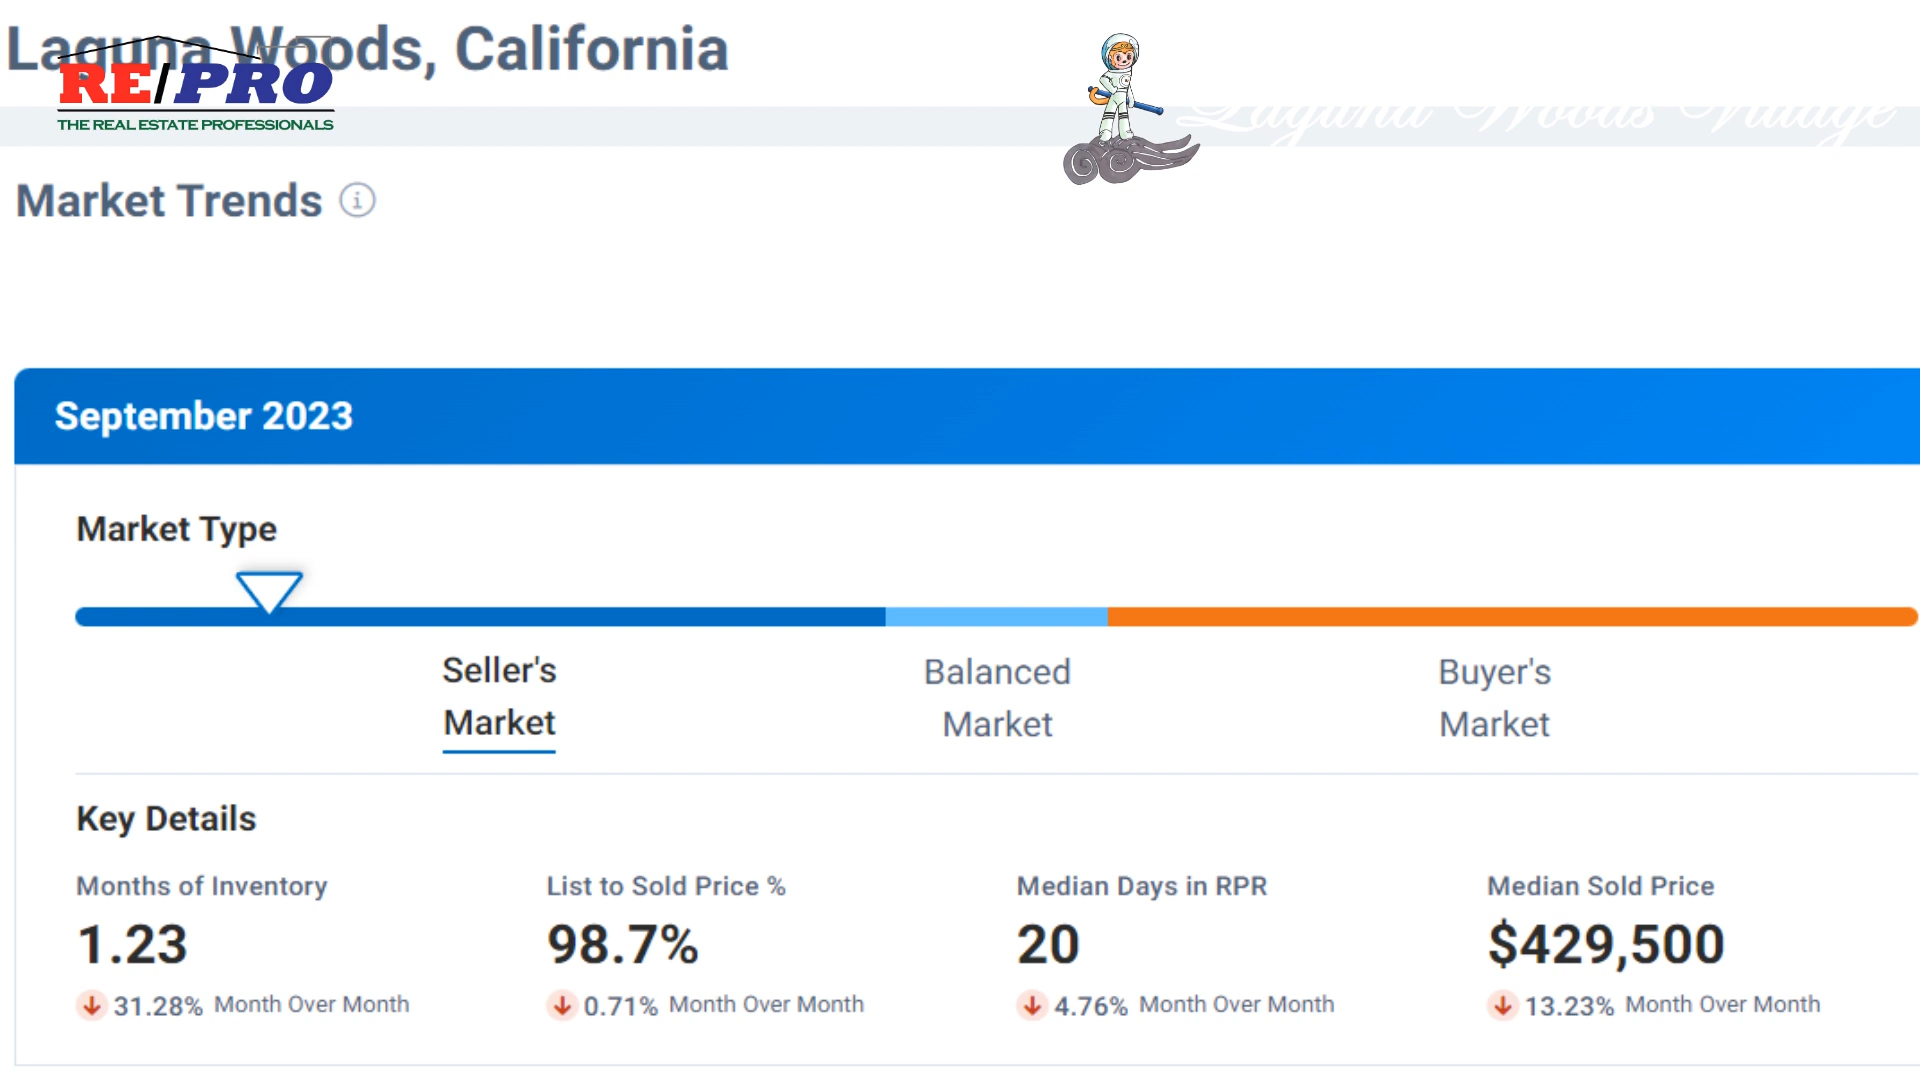 Laguna Woods, California
RE/PRO
THE REAL ESTATE PROFESSIONALS
Laguna Woods Village
Market Trends
September 2023
Market Type
Seller's Market
Balanced Market
Buyer's Market
Key Details
Months of Inventory
1.23
31.28% Month Over Month
List to Sold Price %
98.7%
0.71% Month Over Month
Median Days in RPR
20
4.76% Month Over Month
Median Sold Price
$429,500
13.23% Month Over Month